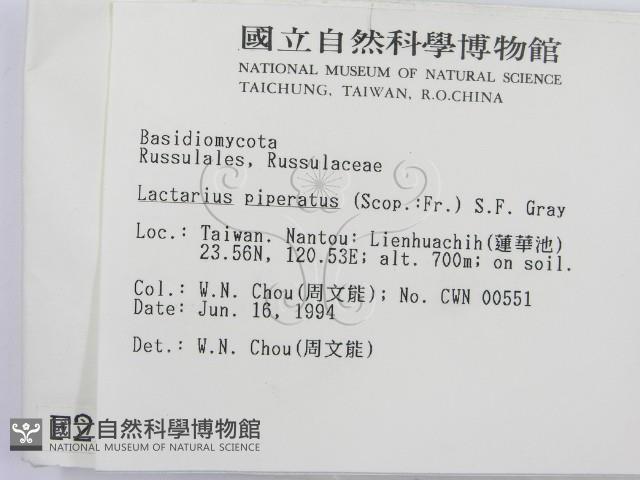 國立自然科學博物館
NATIONAL MUSEUM OF NATURAL SCIENCE
TAICHUNG, TAIWAN, R.O.CHINA
Basidiomycota
Russulales, Russulaceae
Lactarius piperatus (Scop.:Fr.) S.F. Gray
Loc.: Taiwan. Nantou: Lienhuachih(蓮華池)
23.56N, 120.53E; alt. 700m; on soil.
Col.: W.N. Chou(周文能); No. CWN 00551
Date: Jun. 16, 1994
Det.: W.N. Chou(周文能)
國立自然科學博物館
NATIONAL MUSEUM OF NATURAL SCIENCE